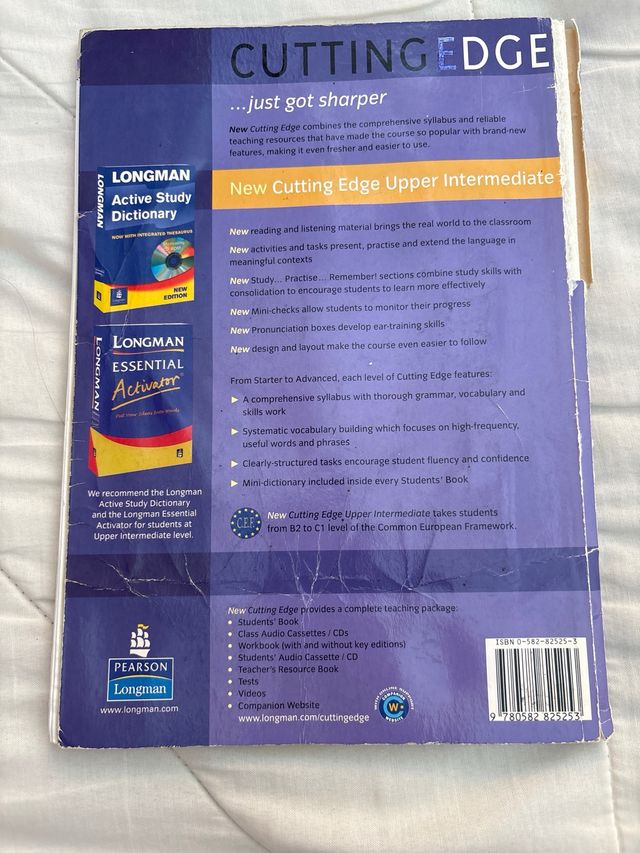 CUTTING EDGE
...just got sharper
New Cutting Edge combines the comprehensive syllabus and reliable
teaching resources that have made the course so popular with brand-new
features, making it even fresher and easier to use.
New Cutting Edge Upper Intermediate
LONGMAN
LONGMAN
Active Study
Dictionary
NOW WITH INTEGRATED THESAURUS
NEW
EDITION
New reading and listening material brings the real world to the classroom
New activities and tasks present, practise and extend the language in
meaningful contexts
New Study... Practise... Remember! sections combine study skills with
consolidation to encourage students to learn more effectively
New Mini-checks allow students to monitor their progress
New Pronunciation boxes develop ear-training skills
New design and layout make the course even easier to follow
LONGMAN
LONGMAN
ESSENTIAL
Activator
Put Your Ideas Into Words
From Starter to Advanced, each level of Cutting Edge features:
▶ A comprehensive syllabus with thorough grammar, vocabulary and
skills work
▶ Systematic vocabulary building which focuses on high-frequency,
useful words and phrases
▶ Clearly-structured tasks encourage student fluency and confidence
▶ Mini-dictionary included inside every Students' Book
We recommend the Longman
Active Study Dictionary
and the Longman Essential
Activator for students at
Upper Intermediate level.
C.E.F.
New Cutting Edge Upper Intermediate takes students
from B2 to C1 level of the Common European Framework.
New Cutting Edge provides a complete teaching package:
• Students' Book
• Class Audio Cassettes / CDs
• Workbook (with and without key editions)
• Students' Audio Cassette / CD
• Teacher's Resource Book
• Tests
• Videos
• Companion Website
www.longman.com/cuttingedge
PEARSON
Longman
www.longman.com
COMPANION
W
WEBSITE
ISBN 0-582-82525-3
9 780582 825253